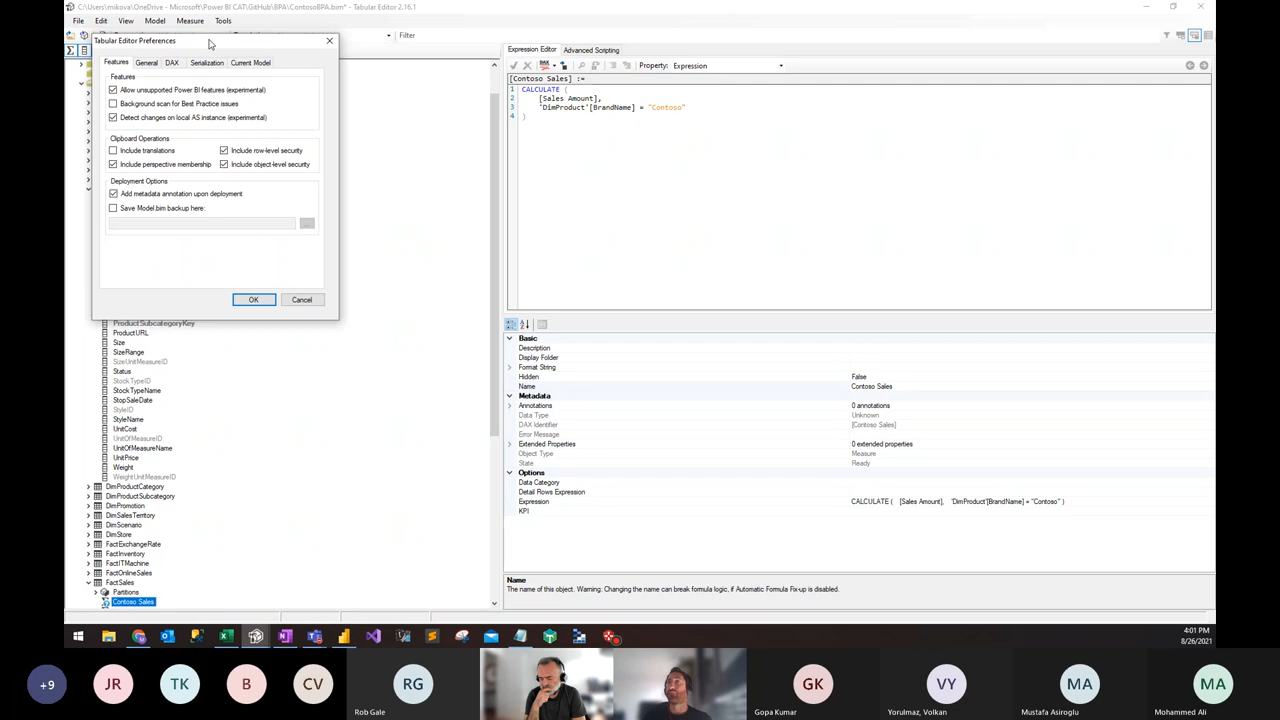 C:\Users\mikova\OneDrive - Microsoft\Power BI CAT\GitHub\BPA\ContosoBPA.bim* - Tabular Editor 2.16.1
File Edit View Model Measure Tools
Filter
Tabular Editor Preferences
Features General DAX Serialization Current Model
Features
Allow unsupported Power BI features (experimental)
Background scan for Best Practice issues
Detect changes on local AS instance (experimental)
Clipboard Operations
Include translations Include row-level security
Include perspective membership Include object-level security
Deployment Options
Add metadata annotation upon deployment
Save Model.bim backup here:
...
OK Cancel
ProductSubcategoryKey
ProductURL
Size
SizeRange
SizeUnitMeasureID
Status
StockTypeID
StockTypeName
StopSaleDate
StyleID
StyleName
UnitCost
UnitOfMeasureID
UnitOfMeasureName
UnitPrice
Weight
WeightUnitMeasureID
DimProductCategory
DimProductSubcategory
DimPromotion
DimSalesTerritory
DimScenario
DimStore
FactExchangeRate
FactInventory
FactITMachine
FactOnlineSales
FactSales
Partitions
Contoso Sales
Expression Editor Advanced Scripting
DAX Property: Expression
[Contoso Sales] :=
1 CALCULATE (
2 [Sales Amount],
3 'DimProduct'[BrandName] = "Contoso"
4 )
Basic
Description
Display Folder
Format String
Hidden False
Name Contoso Sales
Metadata
Annotations 0 annotations
Data Type Unknown
DAX Identifier [Contoso Sales]
Error Message
Extended Properties 0 extended properties
Object Type Measure
State Ready
Options
Data Category
Detail Rows Expression
Expression CALCULATE ( [Sales Amount], 'DimProduct'[BrandName] = "Contoso" )
KPI
Name
The name of this object. Warning: Changing the name can break formula logic, if Automatic Formula Fix-up is disabled.
4:01 PM
8/26/2021
+9 JR TK B CV RG GK VY MA MA
Rob Gale Gopa Kumar Yorulmaz, Volkan Mustafa Asiroglu Mohammed Ali